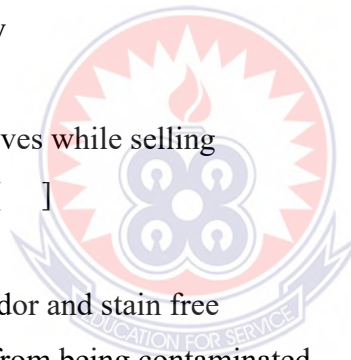 y
ves while selling
]
dor and stain free
EDUCATION FOR SERVICE
from being contaminated